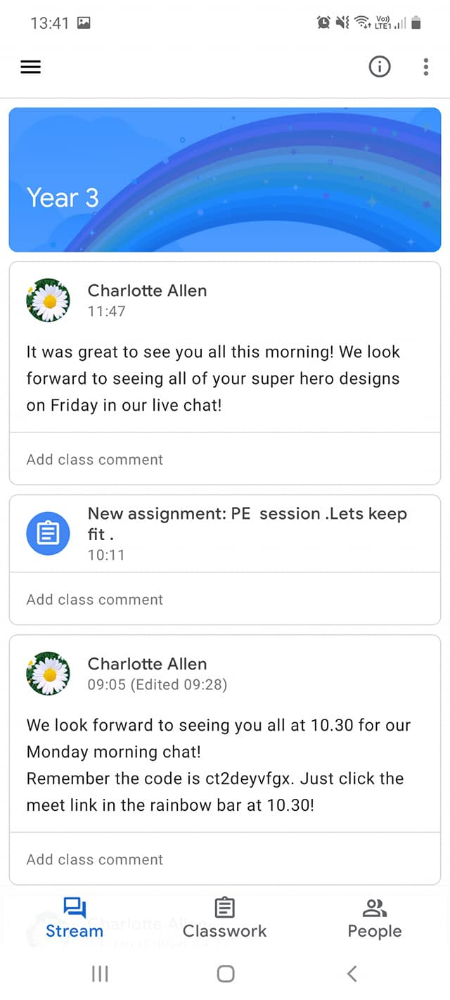 13:41
Vo)
LTE1
Year 3
Charlotte Allen
11:47
It was great to see you all this morning! We look
forward to seeing all of your super hero designs
on Friday in our live chat!
Add class comment
New assignment: PE  session .Lets keep
fit .
10:11
Add class comment
Charlotte Allen
09:05 (Edited 09:28)
We look forward to seeing you all at 10.30 for our
Monday morning chat!
Remember the code is ct2deyvfgx. Just click the
meet link in the rainbow bar at 10.30!
Add class comment
Charlotte Allen
Stream
Classwork
People